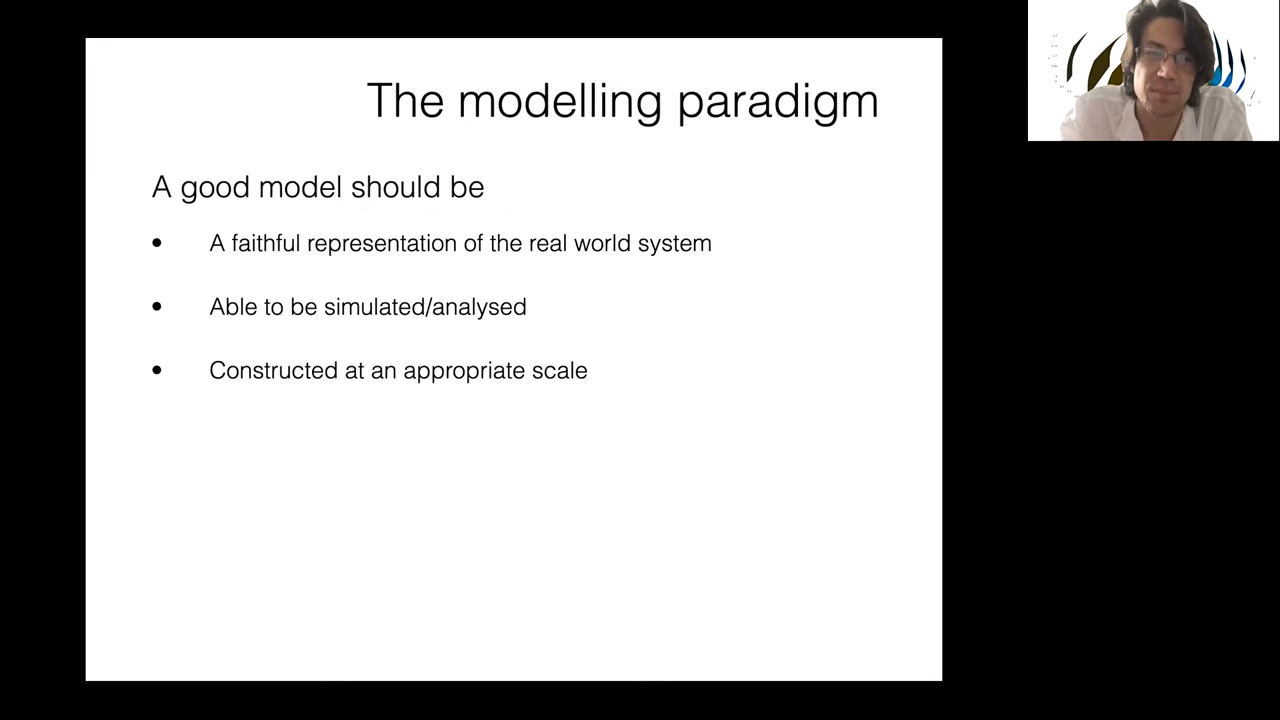 The modelling paradigm
A good model should be
• A faithful representation of the real world system
• Able to be simulated/analysed
• Constructed at an appropriate scale